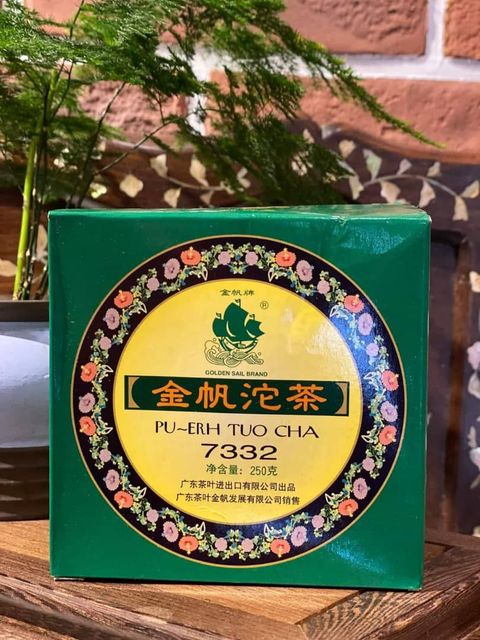 金帆牌
®
GOLDEN SAIL BRAND
金帆沱茶
PU~ERH TUO CHA
7332
净含量: 250克
广东茶叶进出口有限公司出品
广东茶叶金帆发展有限公司销售